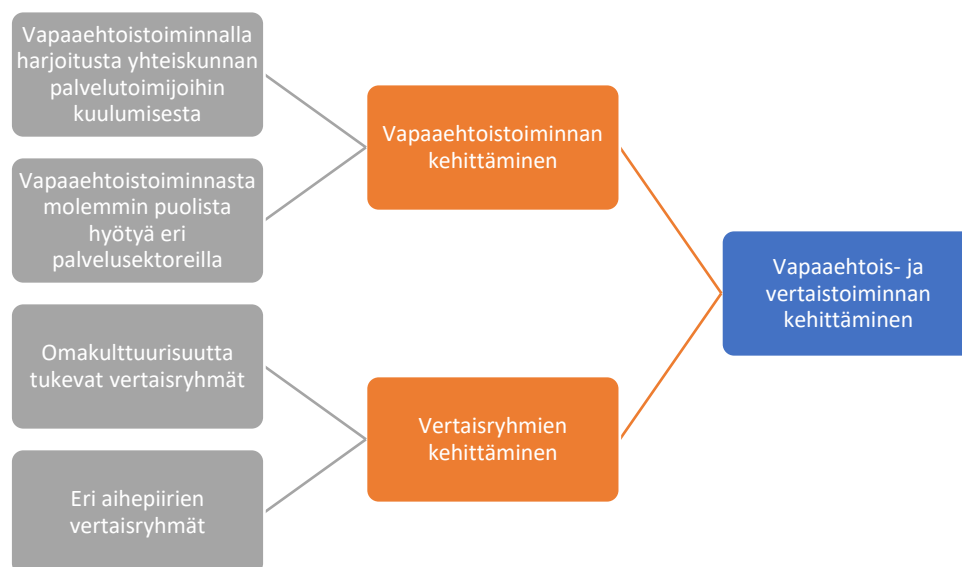 Vapaaehtoistoiminnalla
harjoitusta yhteiskunnan
palvelutoimijoihin
kuulumisesta
Vapaaehtoistoiminnasta
molemmin puolista
hyötyä eri
palvelusektoreilla
Omakulttuurisuutta
tukevat vertaisryhmät
Eri aihepiirien
vertaisryhmät
Vapaaehtoistoiminnan
kehittäminen
Vertaisryhmien
kehittäminen
Vapaaehtois- ja
vertaistoiminnan
kehittäminen